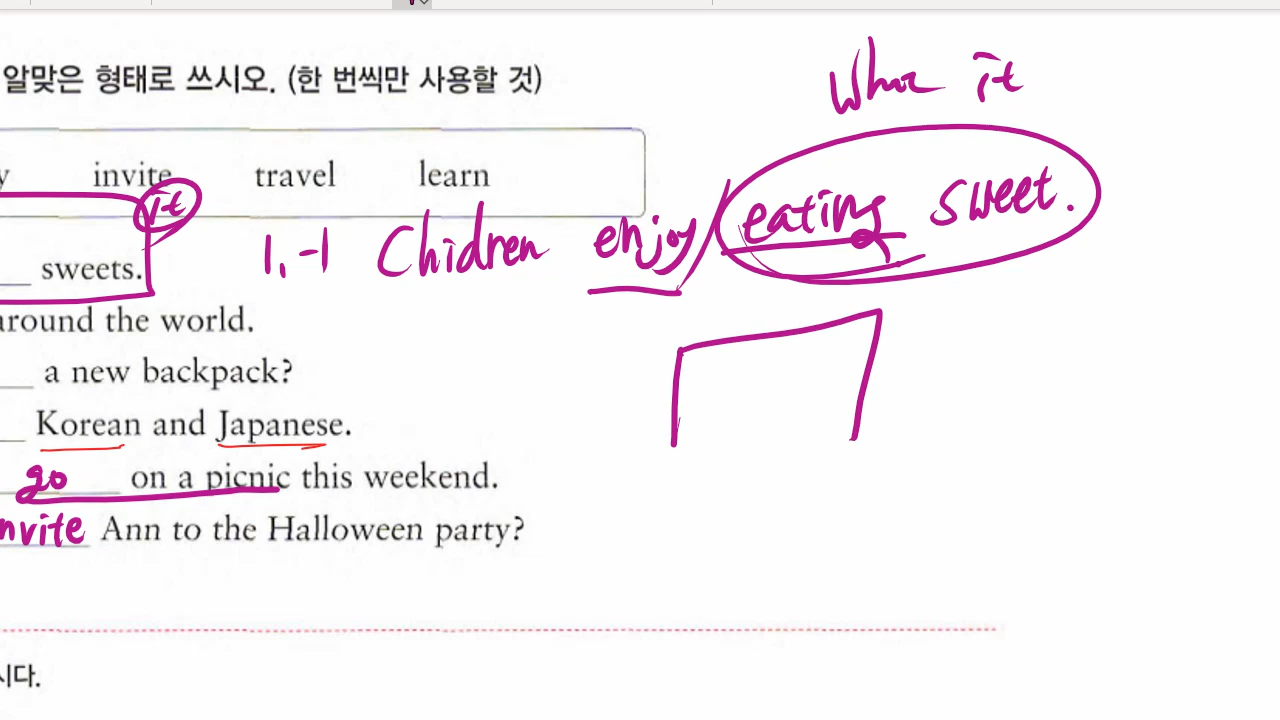 알맞은 형태로 쓰시오. (한 번씩만 사용할 것)
it
invite travel learn
it
eating sweet.
1,-1 Chidren enjoy
sweets.
around the world.
a new backpack?
Korean and Japanese.
go on a picnic this weekend.
nvite Ann to the Halloween party?
시다.